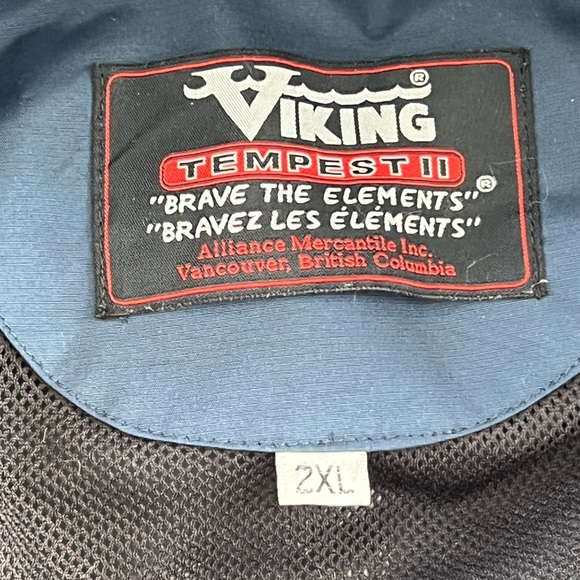 VIKING®
TEMPEST II
"BRAVE THE ELEMENTS"®
"BRAVEZ LES ÉLÉMENTS"
Alliance Mercantile Inc.
Vancouver, British Columbia
2XL